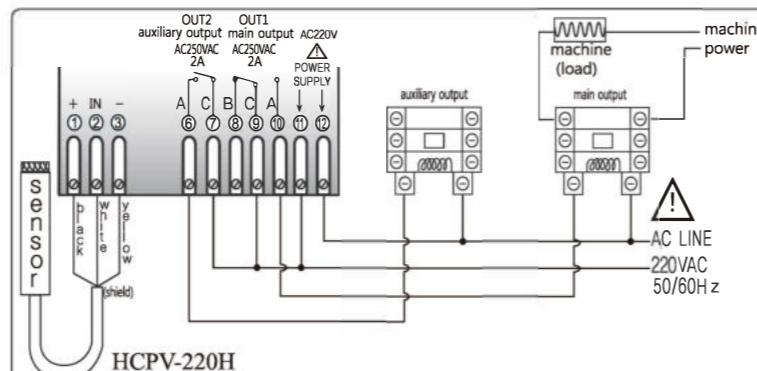 OUT2 OUT1
auxiliary output main output AC220V
AC250VAC AC250VAC
2A 2A
POWER
SUPPLY
+ IN −
A C B C A
① ② ③ ⑥ ⑦ ⑧ ⑨ ⑩ ⑪ ⑫
sensor
black
white
yellow
(shield)
HCPV-220H
auxiliary output
main output
machine
(load)
machin
power
AC LINE
220VAC
50/60Hz